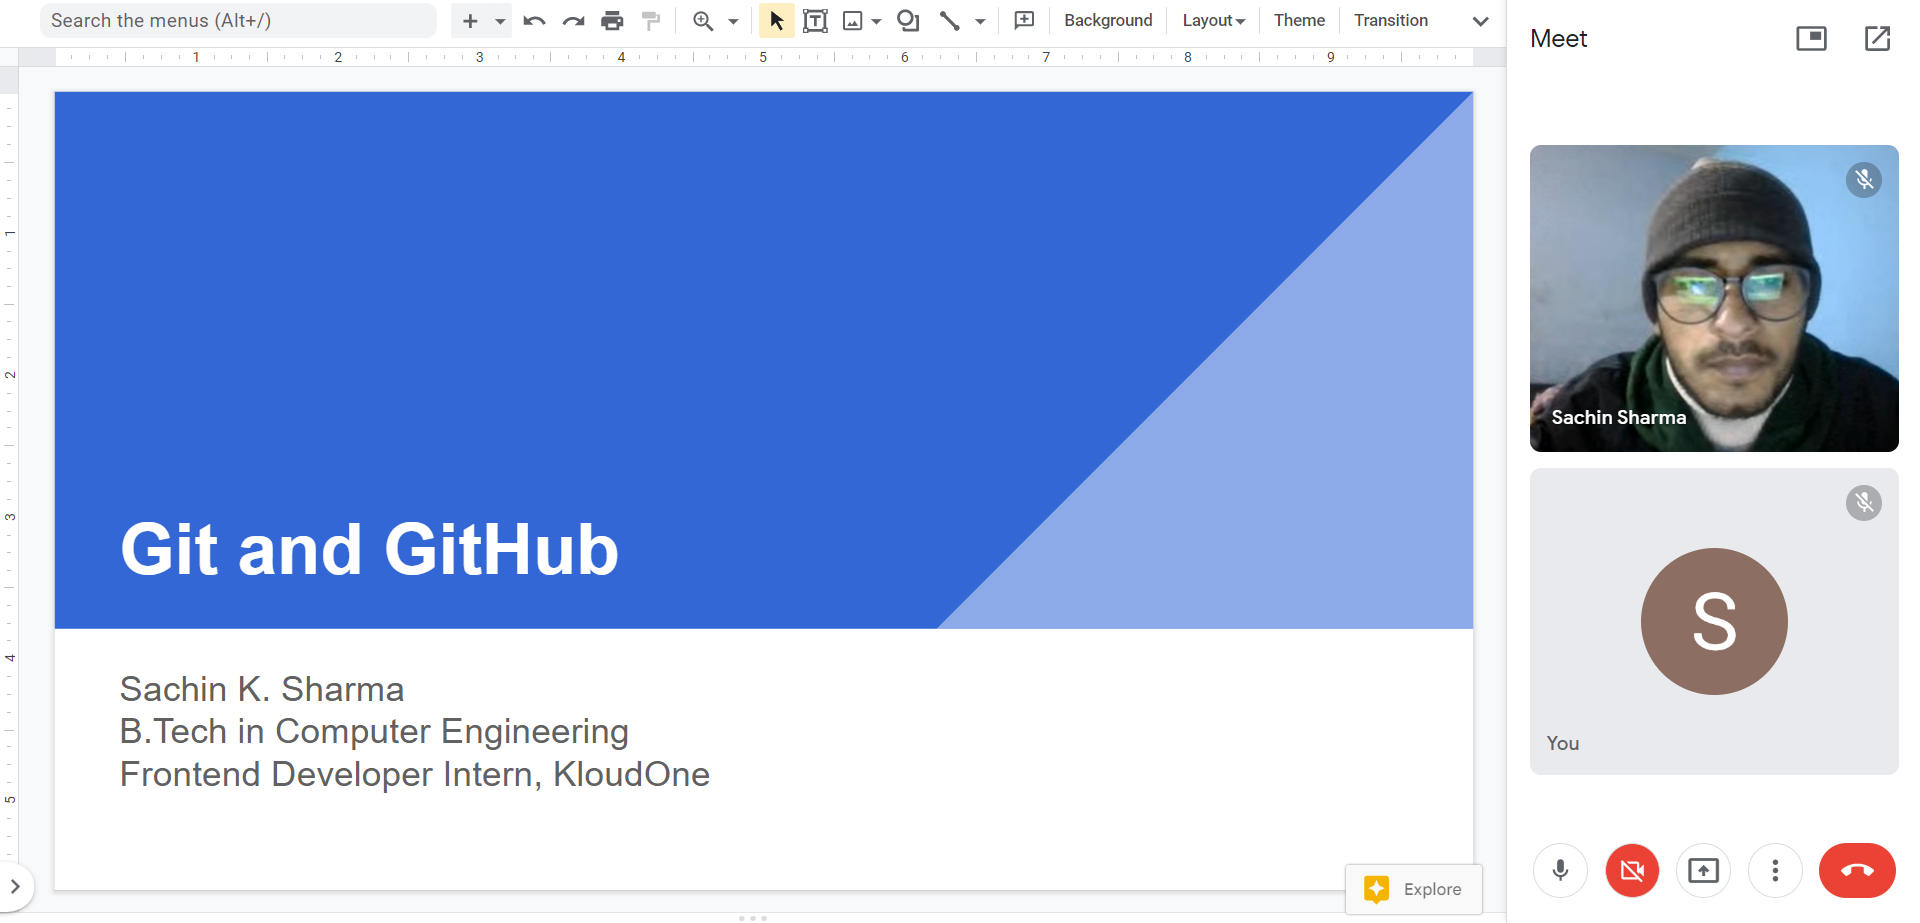 Search the menus (Alt+/)
Background
Layout
Theme
Transition
Meet
1 2 3 4 5 6 7 8 9
1
2
3
4
5
Git and GitHub
Sachin K. Sharma
B.Tech in Computer Engineering
Frontend Developer Intern, KloudOne
Explore
Sachin Sharma
S
You